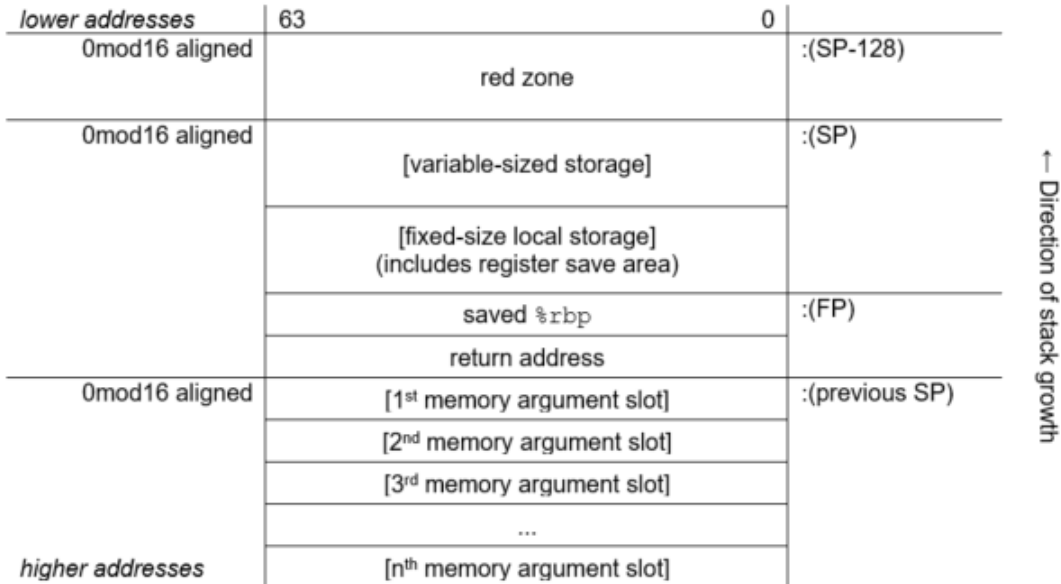 lower addresses 63 0
0mod16 aligned :(SP-128)
red zone
0mod16 aligned :(SP)
[variable-sized storage]
[fixed-size local storage]
(includes register save area)
saved %rbp :(FP)
return address
0mod16 aligned [1st memory argument slot] :(previous SP)
[2nd memory argument slot]
[3rd memory argument slot]
...
higher addresses [nth memory argument slot]
← Direction of stack growth